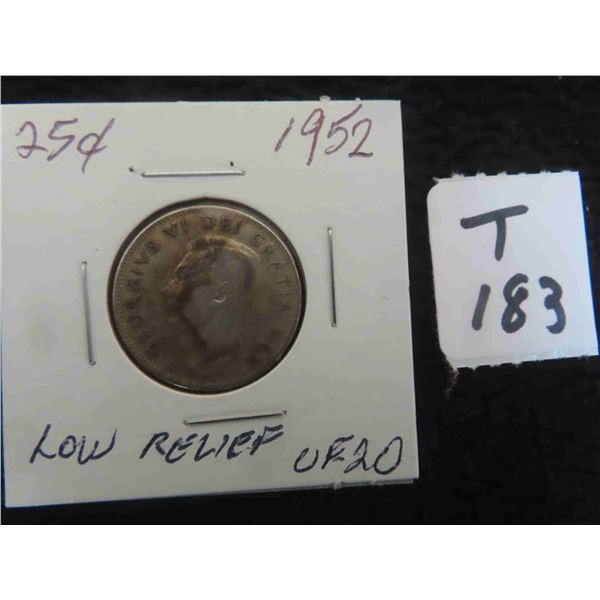 25¢ 1952
GEORGIVS VI DEI GRATIA
LOW RELIEF VF20
T
183